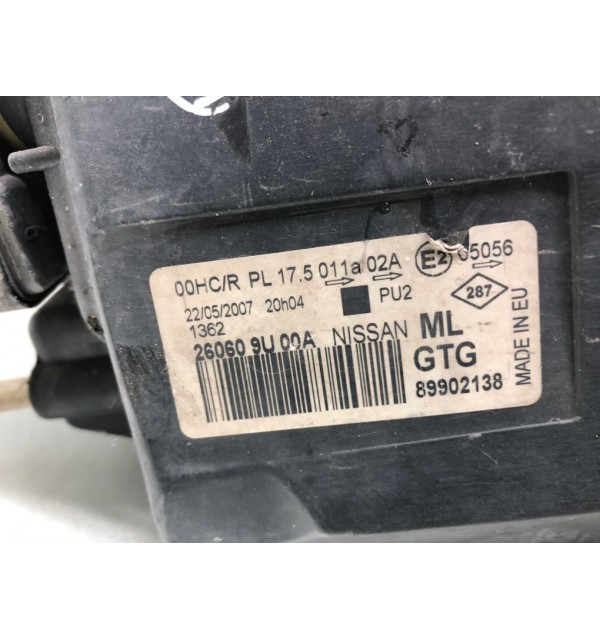 00HC/R PL 17.5 011a 02A E2 05056
22/05/2007 20h04 PU2 287
1362
26060 9U 00A NISSAN ML
GTG
89902138
MADE IN EU